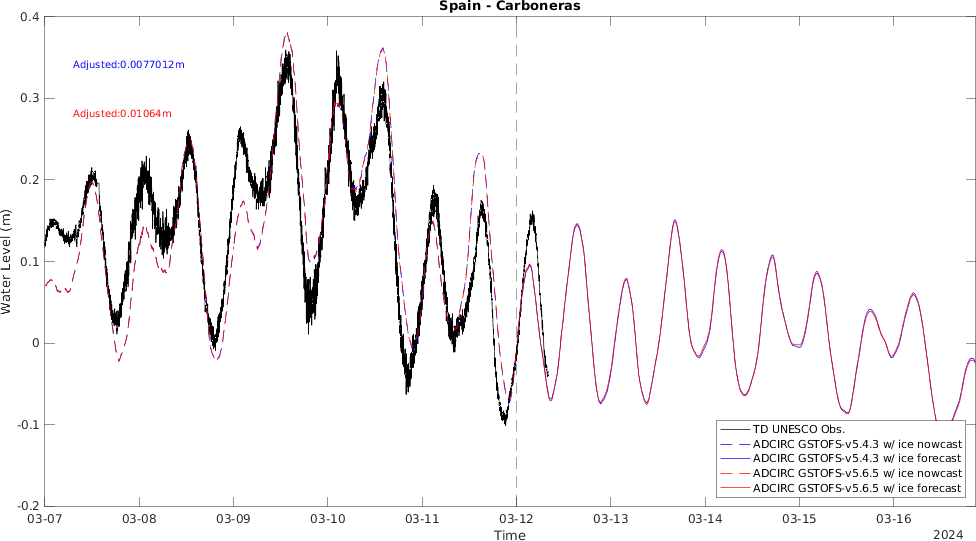 Spain - Carboneras
0.4
0.3
0.2
0.1
0
-0.1
-0.2
Water Level (m)
Adjusted:0.0077012m
Adjusted:0.01064m
TD UNESCO Obs.
ADCIRC GSTOFS-v5.4.3 w/ ice nowcast
ADCIRC GSTOFS-v5.4.3 w/ ice forecast
ADCIRC GSTOFS-v5.6.5 w/ ice nowcast
ADCIRC GSTOFS-v5.6.5 w/ ice forecast
03-07 03-08 03-09 03-10 03-11 03-12 03-13 03-14 03-15 03-16
Time
2024